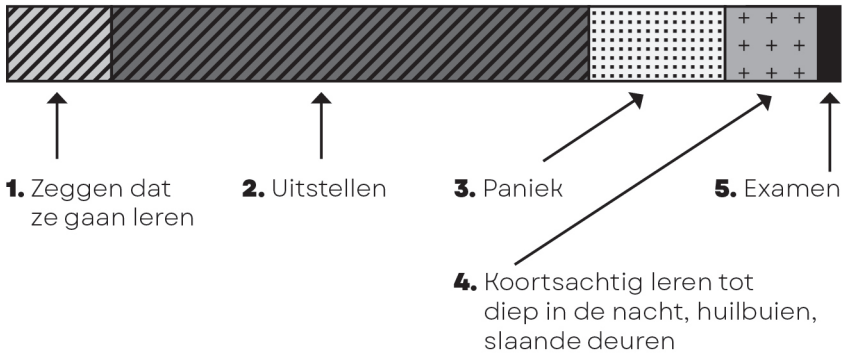 1. Zeggen dat
ze gaan leren
2. Uitstellen
3. Paniek
4. Koortsachtig leren tot
diep in de nacht, huilbuien,
slaande deuren
5. Examen